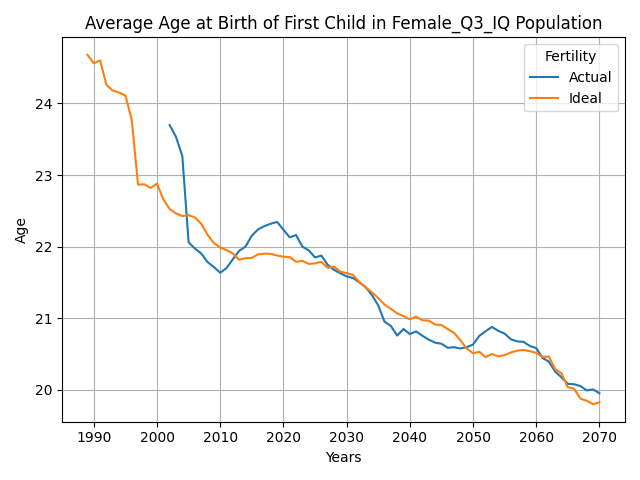 Average Age at Birth of First Child in Female_Q3_IQ Population
Fertility
Actual
Ideal
Age
24
23
22
21
20
1990 2000 2010 2020 2030 2040 2050 2060 2070
Years